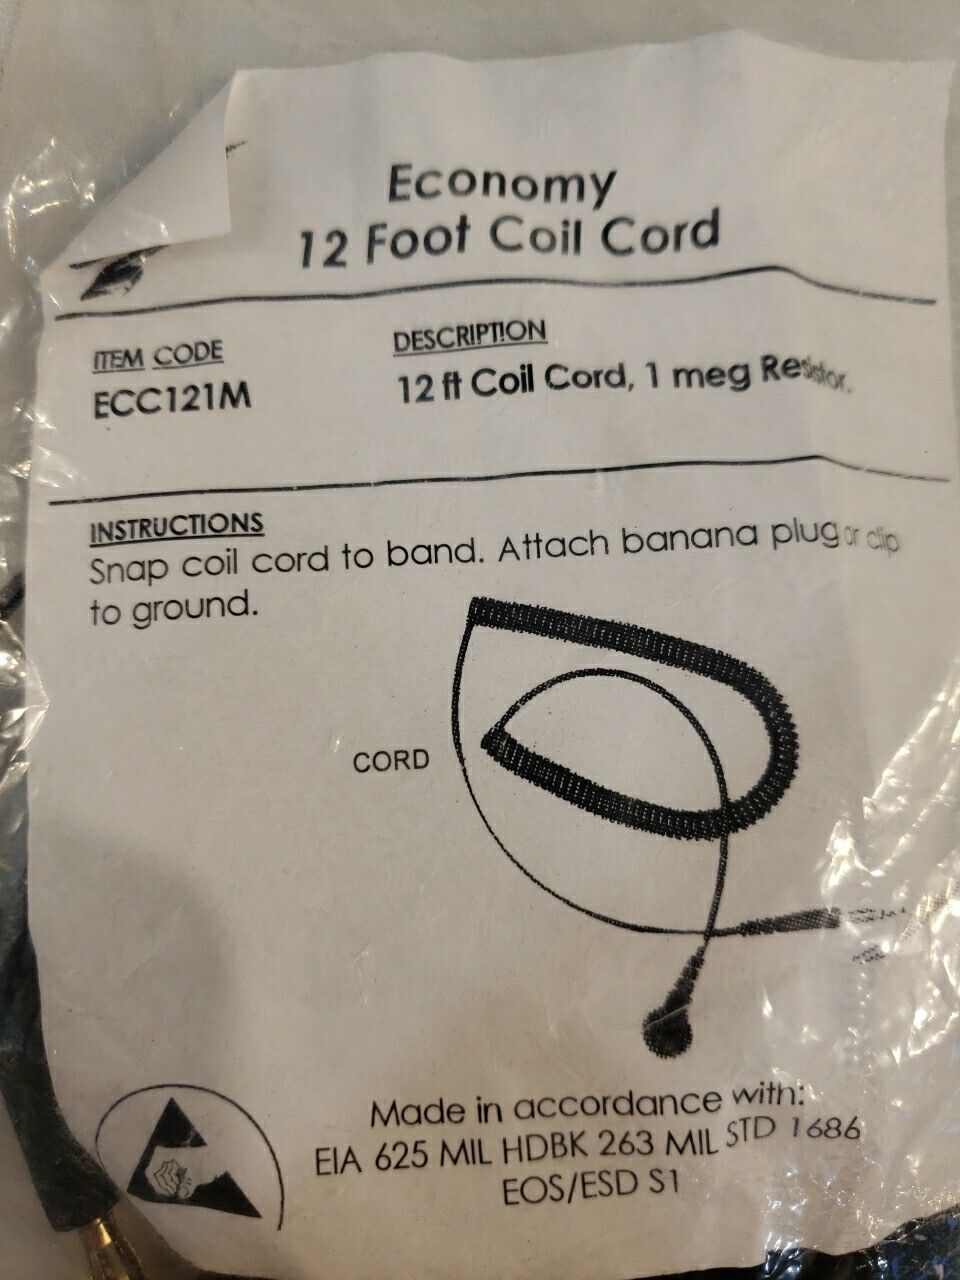 Economy
12 Foot Coil Cord
ITEM CODE
DESCRIPTION
ECC121M
12 ft Coil Cord, 1 meg Resistor.
INSTRUCTIONS
Snap coil cord to band. Attach banana plug or clip
to ground.
CORD
Made in accordance with:
EIA 625 MIL HDBK 263 MIL STD 1686
EOS/ESD S1